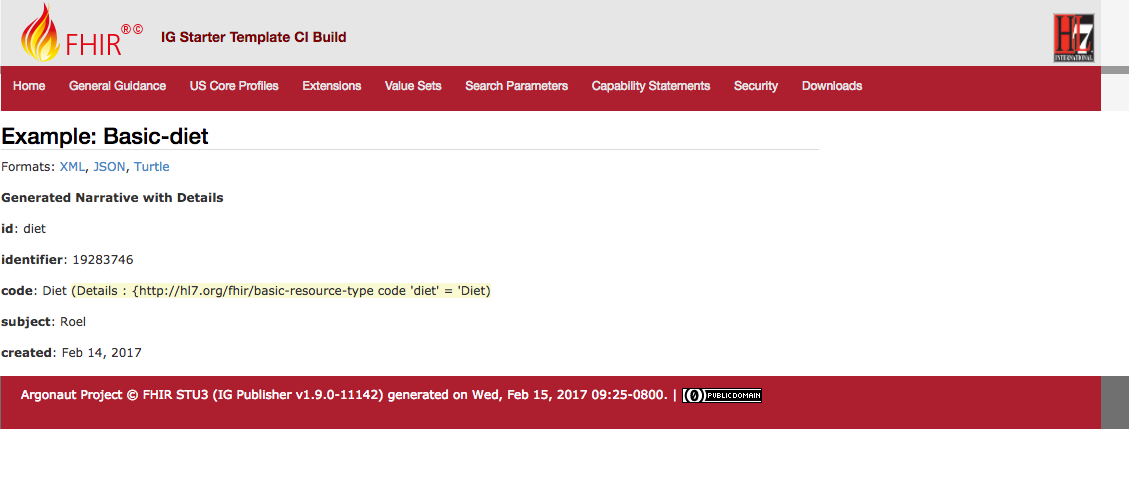 FHIR®© IG Starter Template CI Build
HL7 INTERNATIONAL
Home General Guidance US Core Profiles Extensions Value Sets Search Parameters Capability Statements Security Downloads
Example: Basic-diet
Formats: XML, JSON, Turtle
Generated Narrative with Details
id: diet
identifier: 19283746
code: Diet (Details : {http://hl7.org/fhir/basic-resource-type code 'diet' = 'Diet)
subject: Roel
created: Feb 14, 2017
Argonaut Project © FHIR STU3 (IG Publisher v1.9.0-11142) generated on Wed, Feb 15, 2017 09:25-0800. | (0) PUBLIC DOMAIN